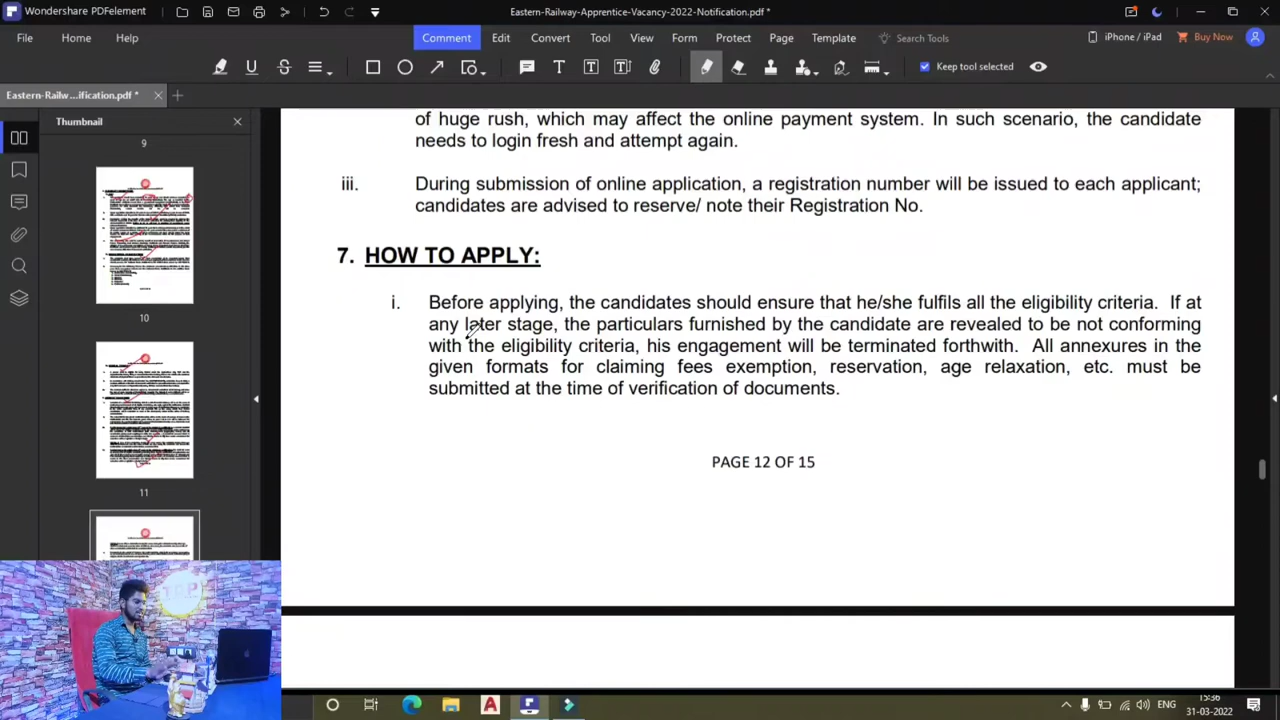 Wondershare PDFelement
Eastern-Railway-Apprentice-Vacancy-2022-Notification.pdf *
File Home Help Comment Edit Convert Tool View Form Protect Page Template Search Tools iPhone / iPad Buy Now
Keep tool selected
Eastern-Railw ...ification.pdf *
Thumbnail
9
10
11
of huge rush, which may affect the online payment system. In such scenario, the candidate
needs to login fresh and attempt again.
iii. During submission of online application, a registration number will be issued to each applicant;
candidates are advised to reserve/ note their Registration No.
7. HOW TO APPLY:
i. Before applying, the candidates should ensure that he/she fulfils all the eligibility criteria. If at
any later stage, the particulars furnished by the candidate are revealed to be not conforming
with the eligibility criteria, his engagement will be terminated forthwith. All annexures in the
given formats for claiming fees exemption, reservation, age relaxation, etc. must be
submitted at the time of verification of documents.
PAGE 12 OF 15
ENG
15:36
31-03-2022